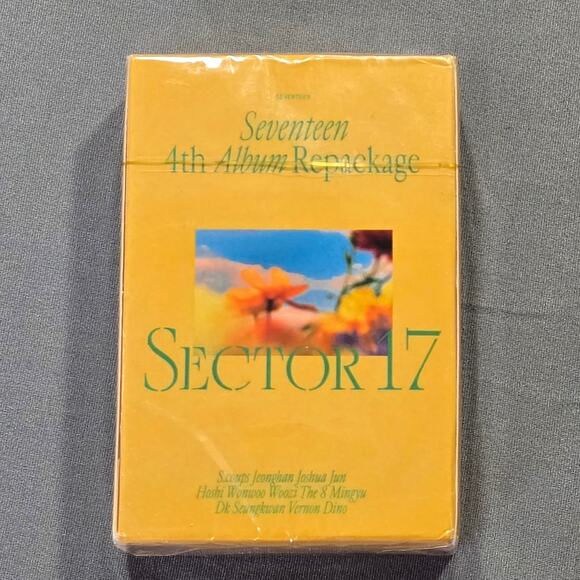 SEVENTEEN
Seventeen
4th Album Repackage
SECTOR 17
S.coups Jeonghan Joshua Jun
Hoshi Wonwoo Woozi The 8 Mingyu
Dk Seungkwan Vernon Dino